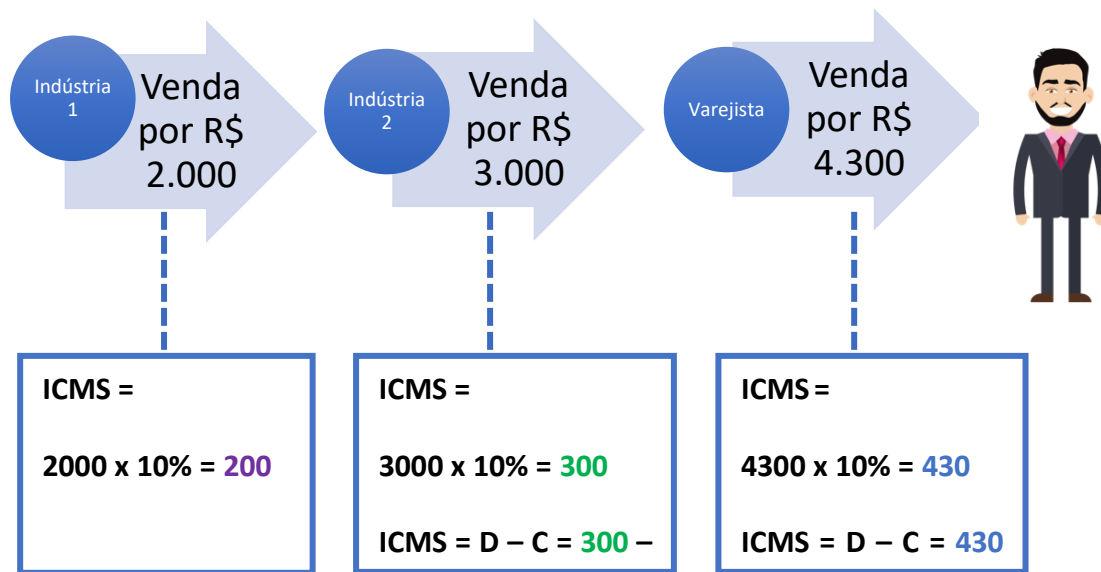 Indústria
1
Venda
por R$
2.000
Indústria
2
Venda
por R$
3.000
Varejista
Venda
por R$
4.300
ICMS =
2000 x 10% = 200
ICMS =
3000 x 10% = 300
ICMS = D – C = 300 –
ICMS =
4300 x 10% = 430
ICMS = D – C = 430